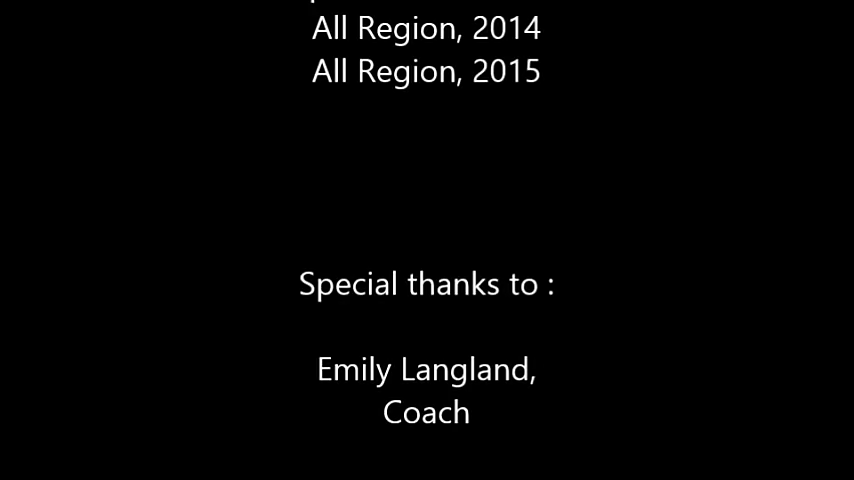 All Region, 2014
All Region, 2015
Special thanks to :
Emily Langland,
Coach